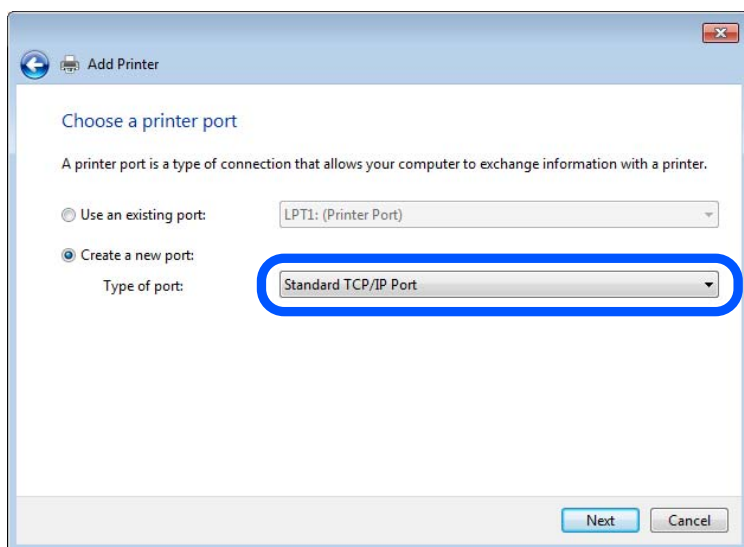 Add Printer
Choose a printer port
A printer port is a type of connection that allows your computer to exchange information with a printer.
Use an existing port: LPT1: (Printer Port)
Create a new port:
Type of port: Standard TCP/IP Port
Next Cancel